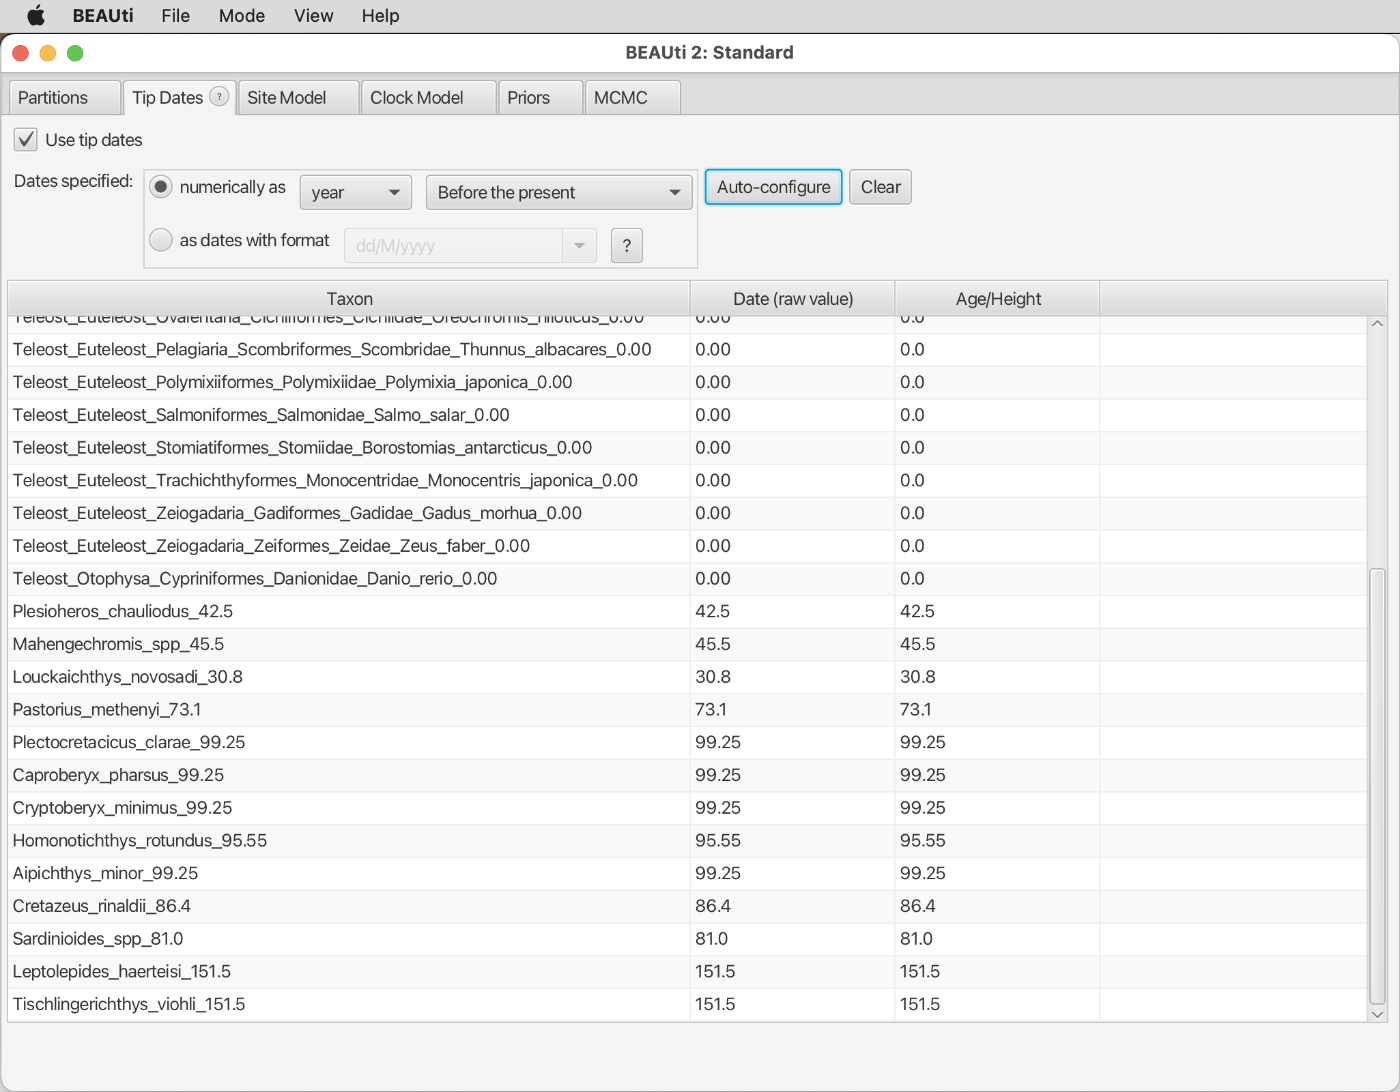 BEAUti File Mode View Help
BEAUti 2: Standard
Partitions Tip Dates ? Site Model Clock Model Priors MCMC
Use tip dates
Dates specified: numerically as year Before the present Auto-configure Clear
as dates with format dd/M/yyyy ?
Taxon Date (raw value) Age/Height
Teleost_Euteleost_Ovalentaria_Cichliformes_Cichlidae_Oreochromis_niloticus_0.00 0.00 0.0
Teleost_Euteleost_Pelagiaria_Scombriformes_Scombridae_Thunnus_albacares_0.00 0.00 0.0
Teleost_Euteleost_Polymixiiformes_Polymixiidae_Polymixia_japonica_0.00 0.00 0.0
Teleost_Euteleost_Salmoniformes_Salmonidae_Salmo_salar_0.00 0.00 0.0
Teleost_Euteleost_Stomiatiformes_Stomiidae_Borostomias_antarcticus_0.00 0.00 0.0
Teleost_Euteleost_Trachichthyformes_Monocentridae_Monocentris_japonica_0.00 0.00 0.0
Teleost_Euteleost_Zeiogadaria_Gadiformes_Gadidae_Gadus_morhua_0.00 0.00 0.0
Teleost_Euteleost_Zeiogadaria_Zeiformes_Zeidae_Zeus_faber_0.00 0.00 0.0
Teleost_Otophysa_Cypriniformes_Danionidae_Danio_rerio_0.00 0.00 0.0
Plesioheros_chauliodus_42.5 42.5 42.5
Mahengechromis_spp_45.5 45.5 45.5
Louckaichthys_novosadi_30.8 30.8 30.8
Pastorius_methenyi_73.1 73.1 73.1
Plectocretacicus_clarae_99.25 99.25 99.25
Caproberyx_pharsus_99.25 99.25 99.25
Cryptoberyx_minimus_99.25 99.25 99.25
Homonotichthys_rotundus_95.55 95.55 95.55
Aipichthys_minor_99.25 99.25 99.25
Cretazeus_rinaldii_86.4 86.4 86.4
Sardinioides_spp_81.0 81.0 81.0
Leptolepides_haerteisi_151.5 151.5 151.5
Tischlingerichthys_viohli_151.5 151.5 151.5